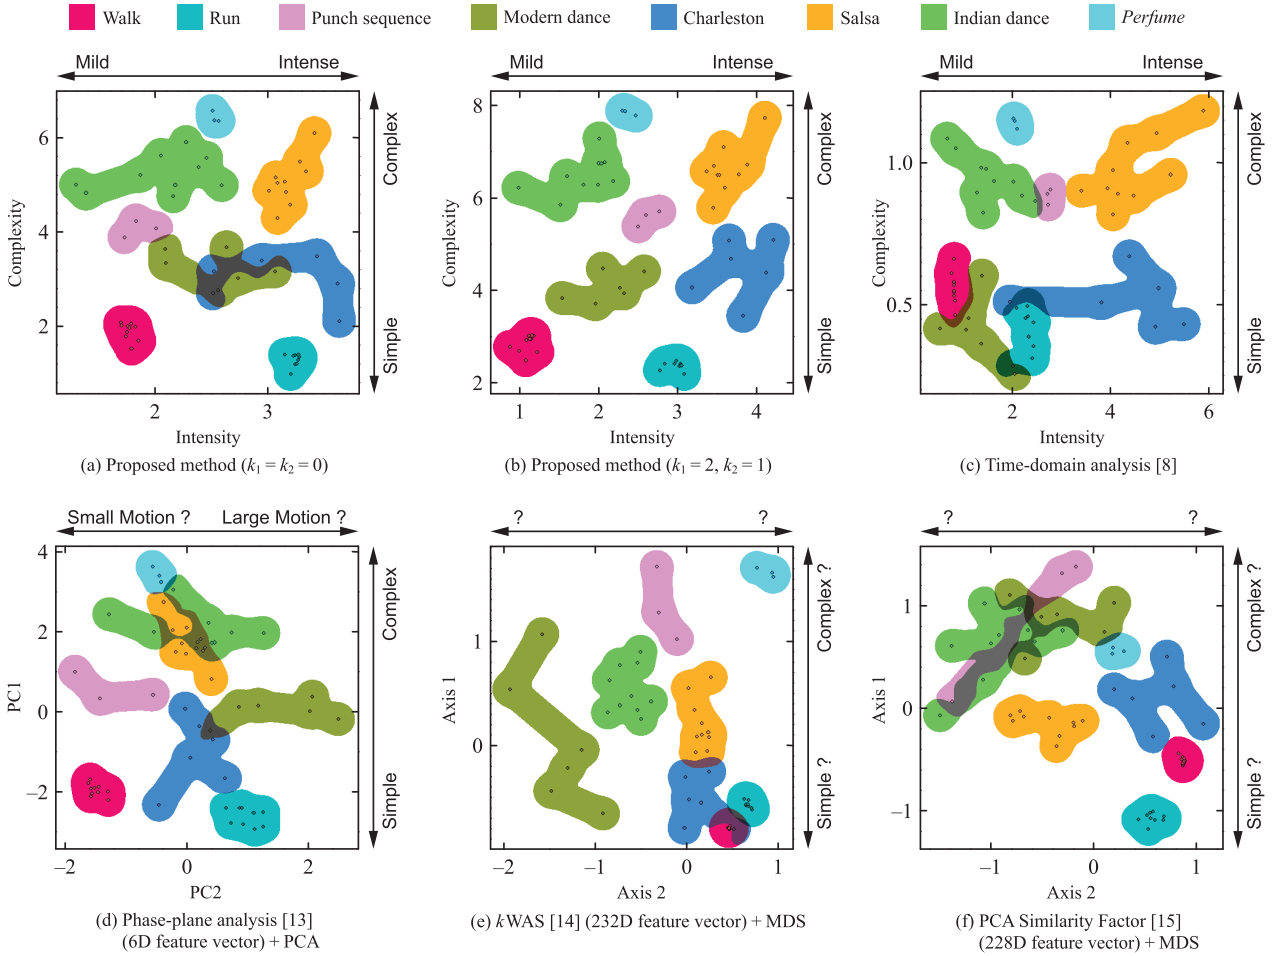 Walk Run Punch sequence Modern dance Charleston Salsa Indian dance Perfume
Mild Intense
Complexity
6
4
2
2 3
Intensity
Complex
Simple
(a) Proposed method (k1 = k2 = 0)
Mild Intense
Complexity
8
6
4
2
1 2 3 4
Intensity
Complex
Simple
(b) Proposed method (k1 = 2, k2 = 1)
Mild Intense
Complexity
1.0
0.5
2 4 6
Intensity
Complex
Simple
(c) Time-domain analysis [8]
Small Motion ? Large Motion ?
PC1
4
2
0
−2
−2 0 2
PC2
Complex
Simple
(d) Phase-plane analysis [13]
(6D feature vector) + PCA
? ?
Axis 1
1
0
−2 −1 0 1
Axis 2
Complex ?
Simple ?
(e) kWAS [14] (232D feature vector) + MDS
? ?
Axis 1
1
0
−1
−1 0 1
Axis 2
Complex ?
Simple ?
(f) PCA Similarity Factor [15]
(228D feature vector) + MDS